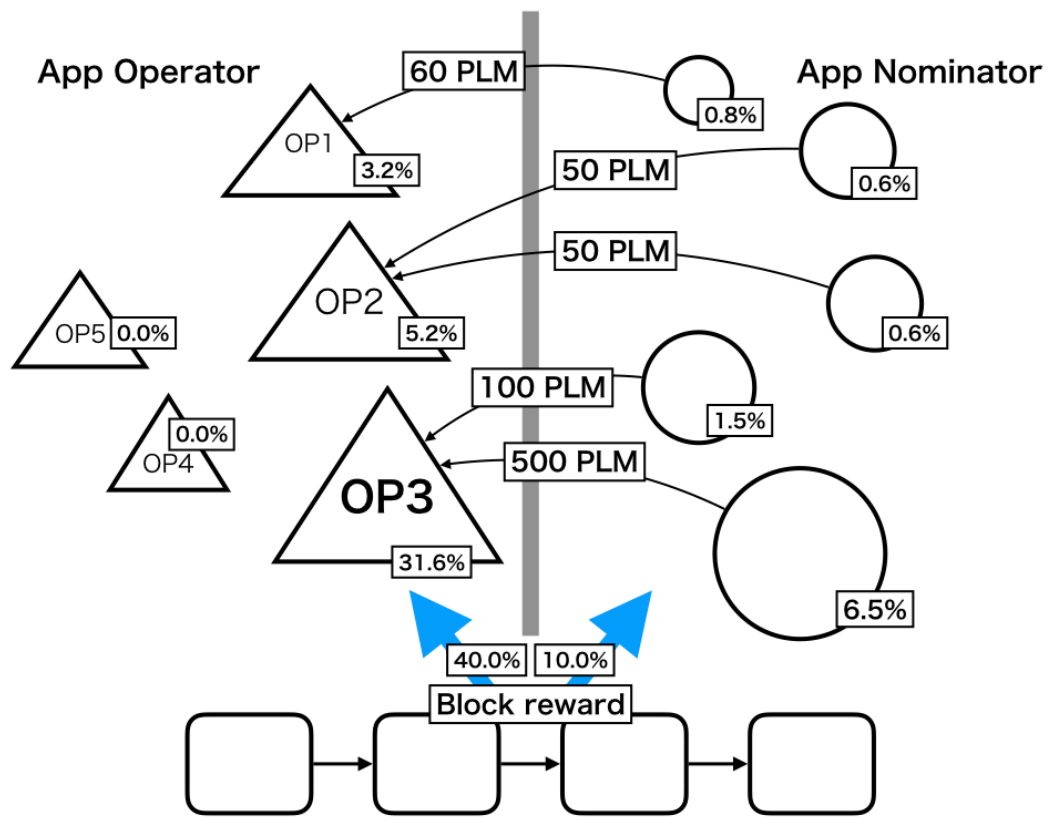 App Operator
60 PLM
App Nominator
0.8%
OP1
3.2%
50 PLM
0.6%
50 PLM
OP2
5.2%
0.6%
OP5
0.0%
100 PLM
1.5%
0.0%
OP4
500 PLM
OP3
31.6%
6.5%
40.0%
10.0%
Block reward